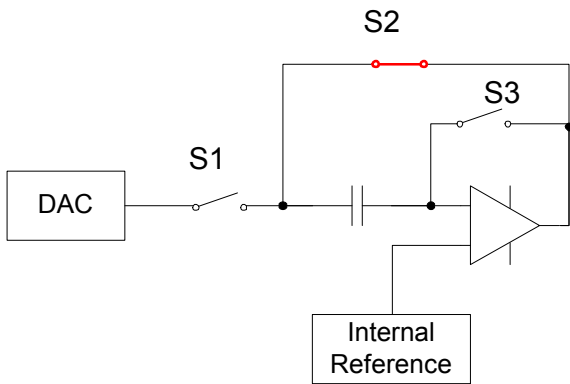 S2
S3
S1
DAC
Internal
Reference